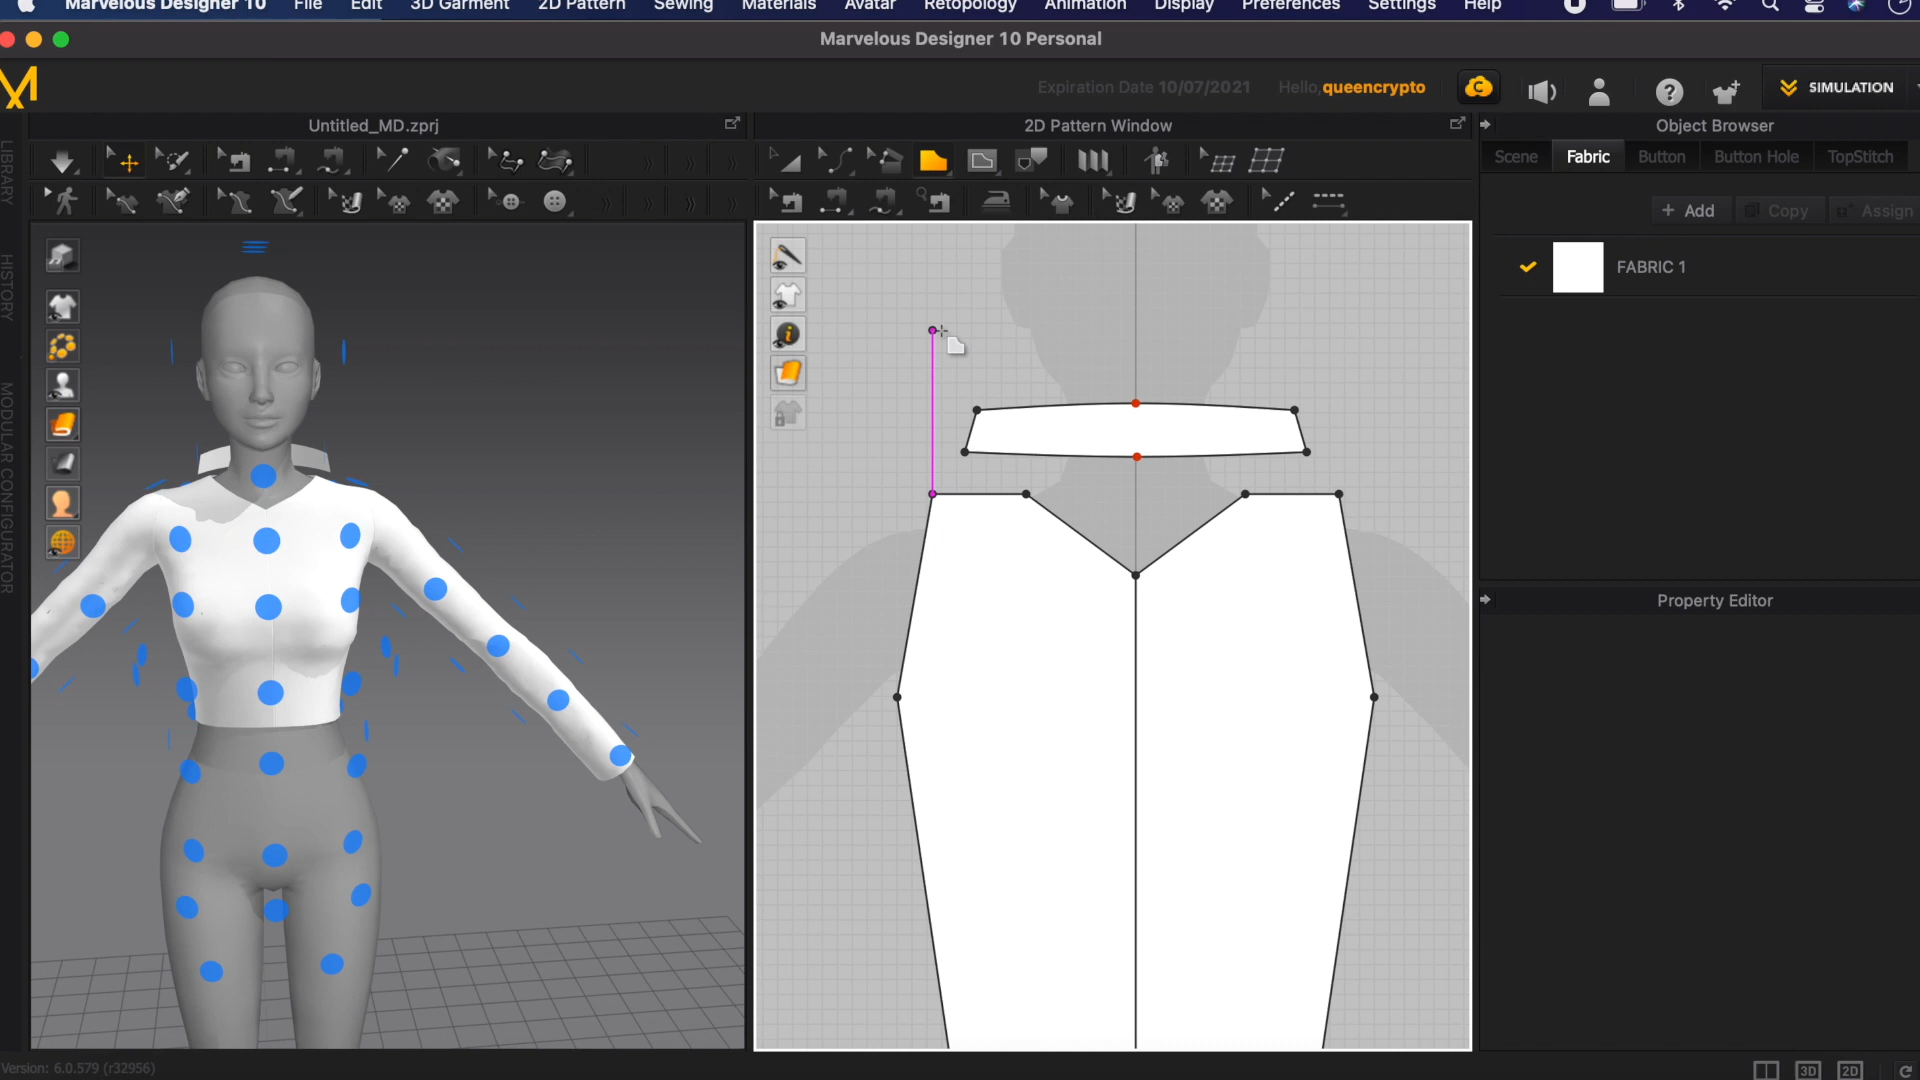 Marvelous Designer 10 File Edit 3D Garment 2D Pattern Sewing Materials Avatar Retopology Animation Display Preferences Settings Help
Marvelous Designer 10 Personal
Expiration Date 10/07/2021 Hello, queencrypto
SIMULATION
Untitled_MD.zprj
2D Pattern Window
Object Browser
Scene Fabric Button Button Hole TopStitch
+ Add Copy Assign
FABRIC 1
LIBRARY
HISTORY
MODULAR CONFIGURATOR
Property Editor
Version: 6.0.579 (r32956)
3D 2D